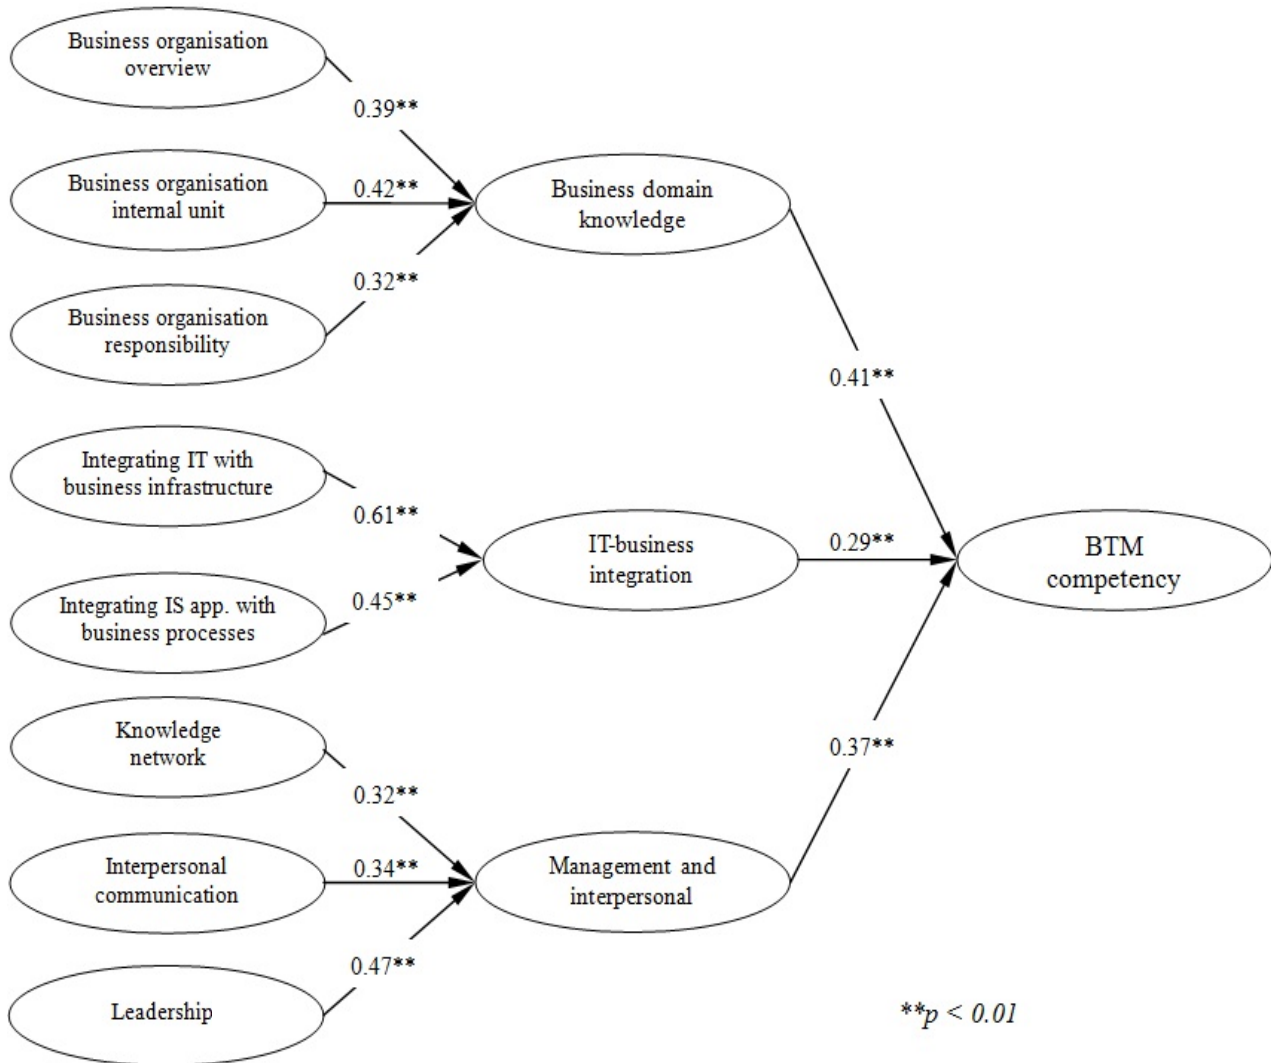 Business organisation
overview
0.39**
Business organisation
internal unit
0.42**
Business domain
knowledge
0.32**
Business organisation
responsibility
0.41**
Integrating IT with
business infrastructure
0.61**
IT-business
integration
0.29**
BTM
competency
0.45**
Integrating IS app. with
business processes
Knowledge
network
0.37**
0.32**
Interpersonal
communication
0.34**
Management and
interpersonal
0.47**
Leadership
**p < 0.01